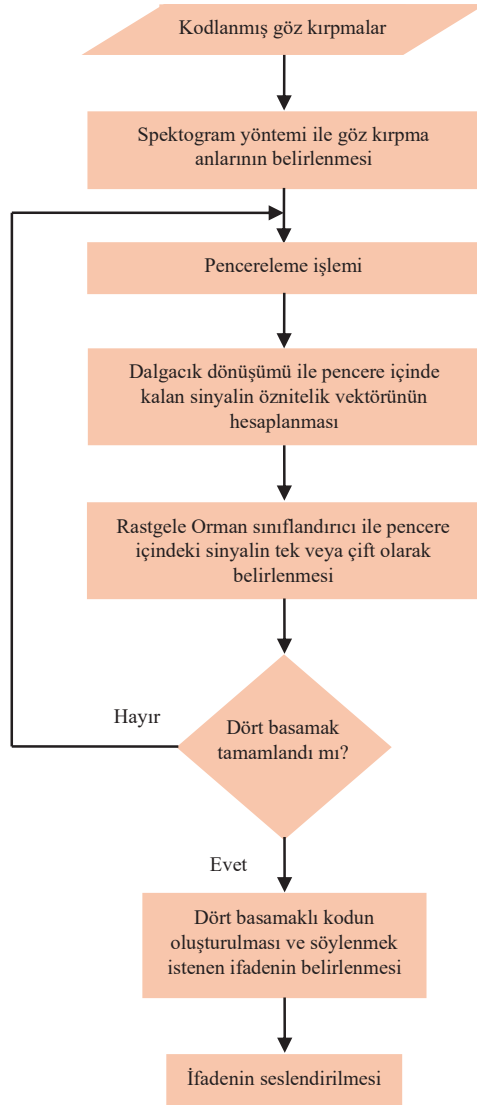 Kodlanmış göz kırpmalar
Spektogram yöntemi ile göz kırpma
anlarının belirlenmesi
Pencereleme işlemi
Dalgacık dönüşümü ile pencere içinde
kalan sinyalin öznitelik vektörünün
hesaplanması
Rastgele Orman sınıflandırıcı ile pencere
içindeki sinyalin tek veya çift olarak
belirlenmesi
Hayır
Dört basamak
tamamlandı mı?
Evet
Dört basamaklı kodun
oluşturulması ve söylenmek
istenen ifadenin belirlenmesi
İfadenin seslendirilmesi